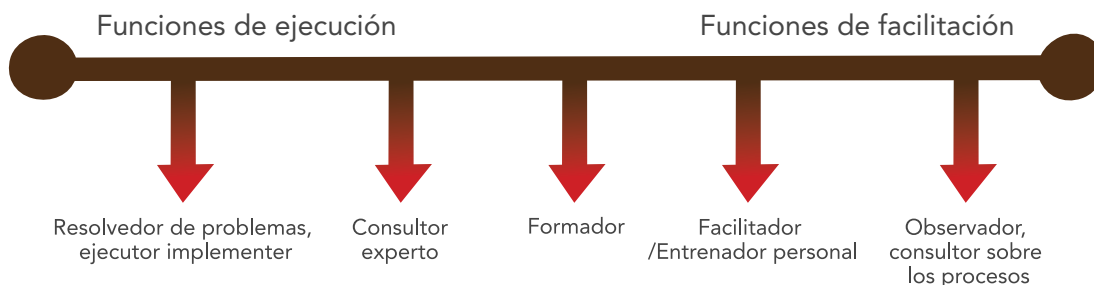 Funciones de ejecución
Funciones de facilitación
Resolvedor de problemas,
ejecutor implementer
Consultor
experto
Formador
Facilitador
/Entrenador personal
Observador,
consultor sobre
los procesos